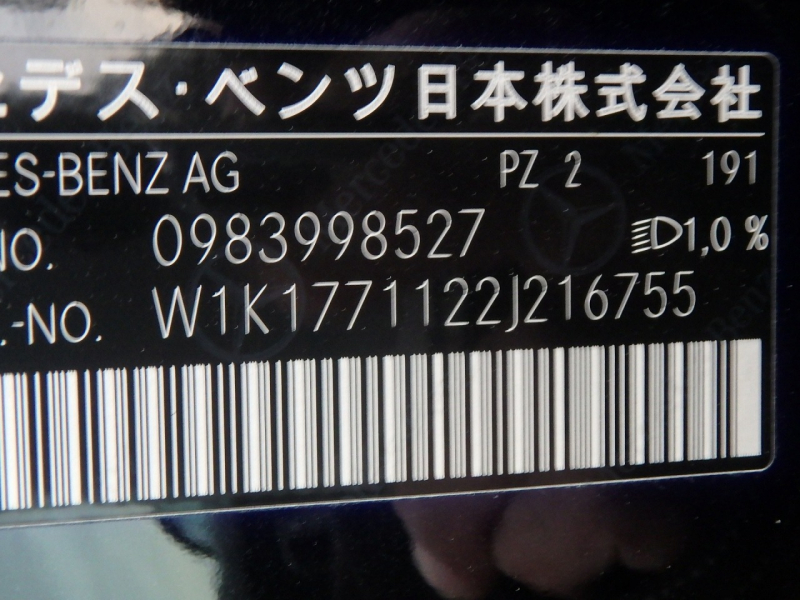 ェデス・ベンツ日本株式会社
ES-BENZ AG PZ 2 191
NO. 0983998527 1,0 %
.-NO. W1K1771122J216755